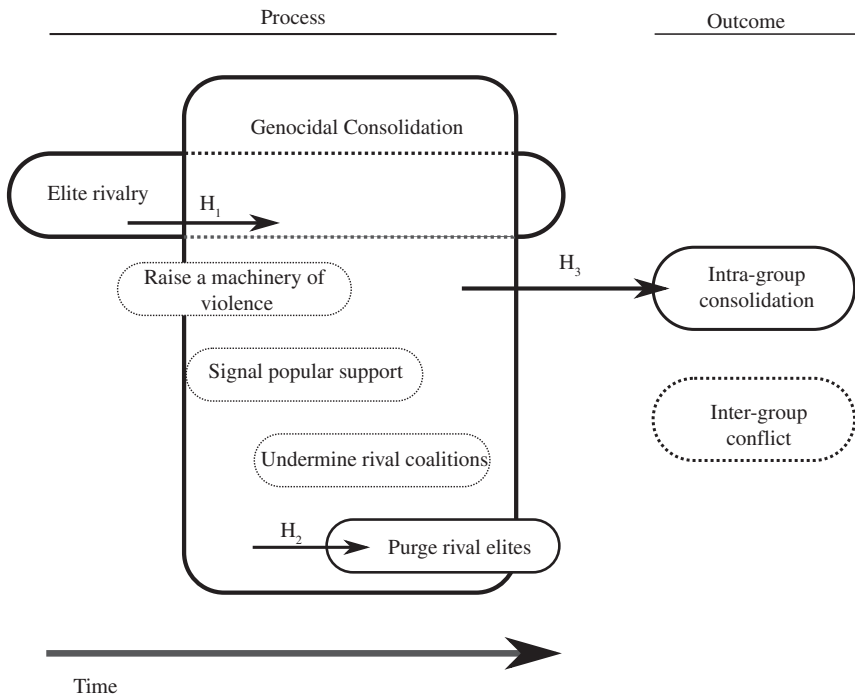 Process
Outcome
Genocidal Consolidation
Elite rivalry
H1
Raise a machinery of
violence
H3
Intra-group
consolidation
Signal popular support
Inter-group
conflict
Undermine rival coalitions
H2
Purge rival elites
Time